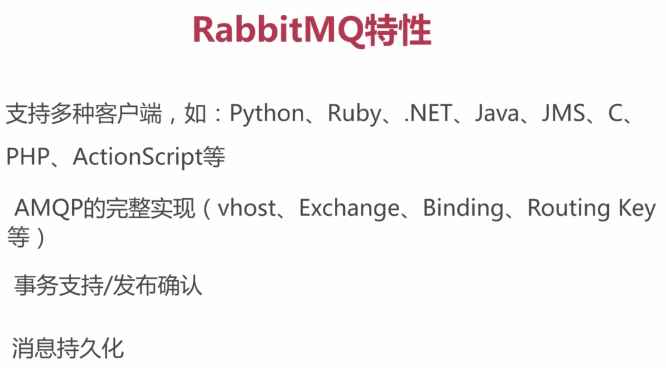 RabbitMQ特性
支持多种客户端，如：Python、Ruby、.NET、Java、JMS、C、
PHP、ActionScript等
AMQP的完整实现（vhost、Exchange、Binding、Routing Key
等）
事务支持/发布确认
消息持久化